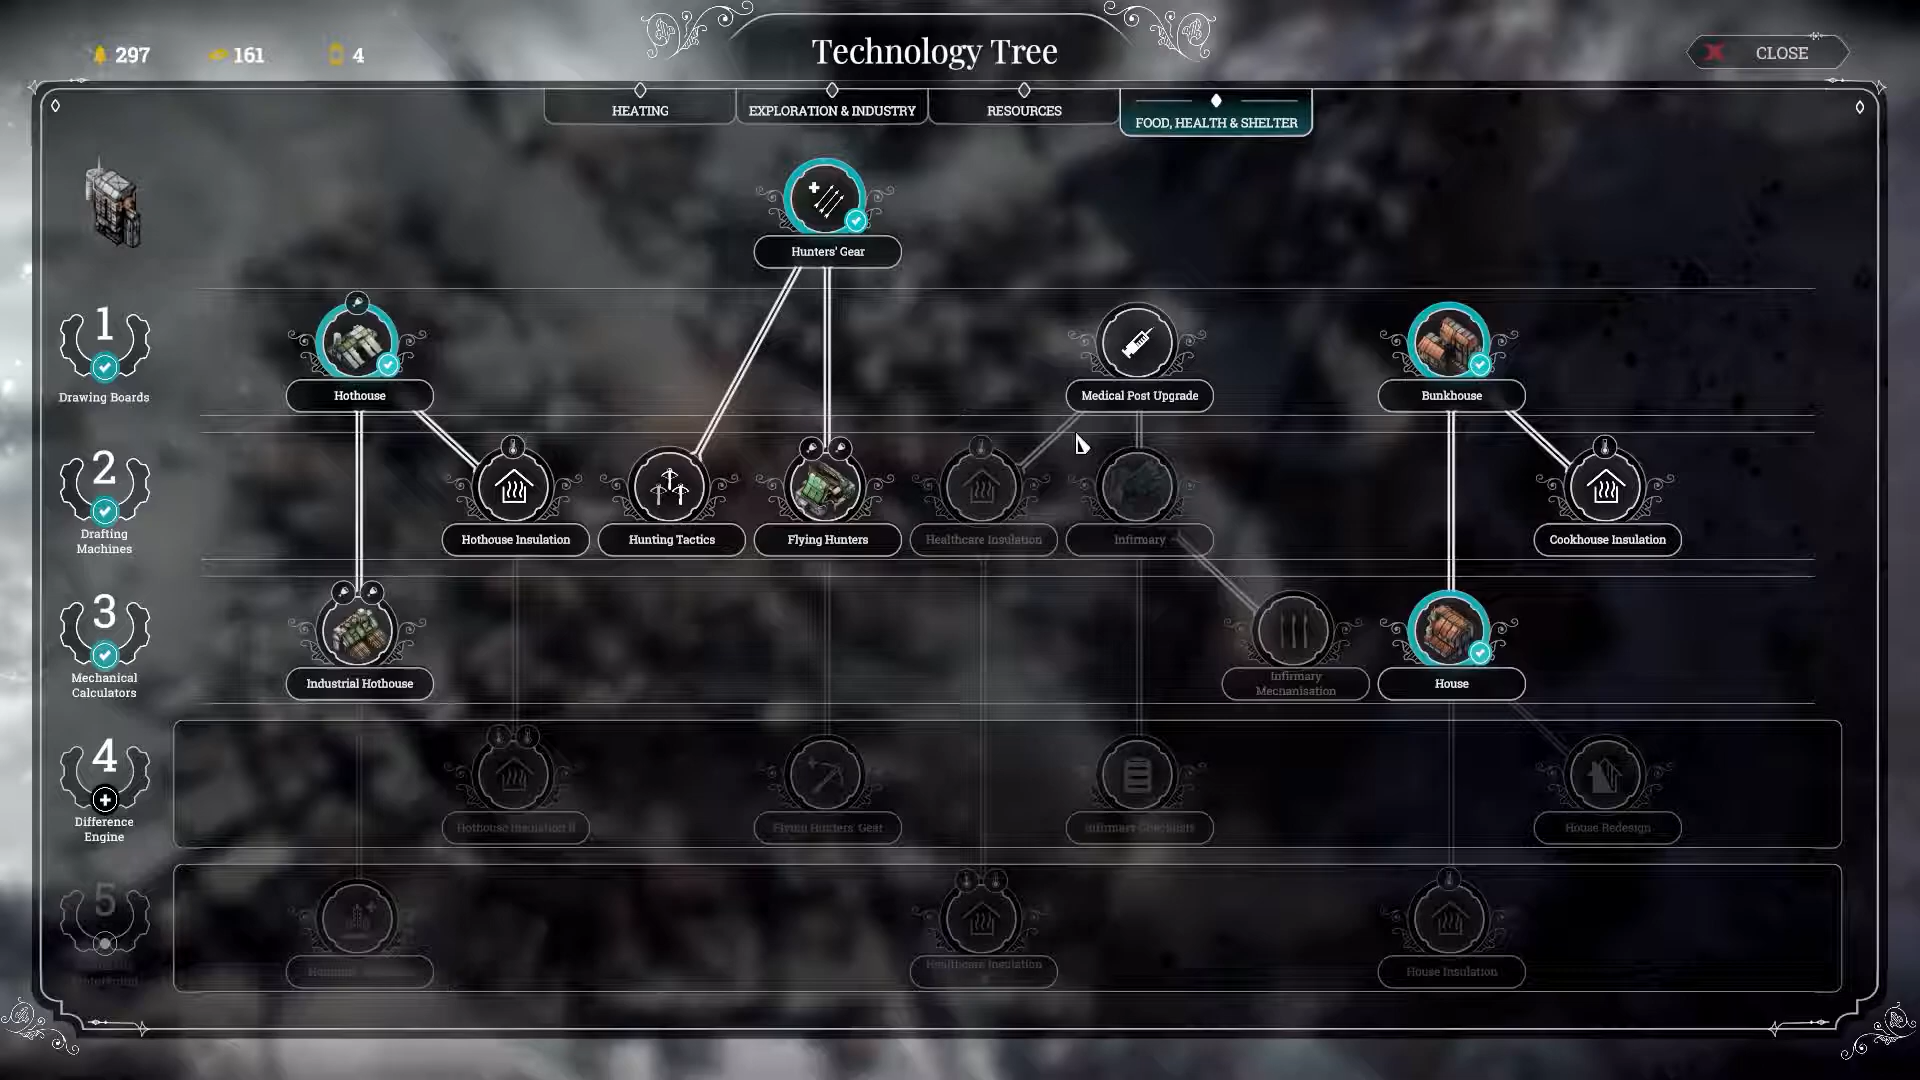 297
161
4
Technology Tree
CLOSE
HEATING
EXPLORATION & INDUSTRY
RESOURCES
FOOD, HEALTH & SHELTER
Hunters' Gear
1
Drawing Boards
Hothouse
Medical Post Upgrade
Bunkhouse
2
Drafting
Machines
Hothouse Insulation
Hunting Tactics
Flying Hunters
Healthcare Insulation
Infirmary
Cookhouse Insulation
3
Mechanical
Calculators
Industrial Hothouse
Infirmary
Mechanisation
House
4
Difference
Engine
Hothouse Insulation II
Flying Hunters' Gear
Infirmary Checklists
House Redesign
5
Healthcare Insulation
House Insulation